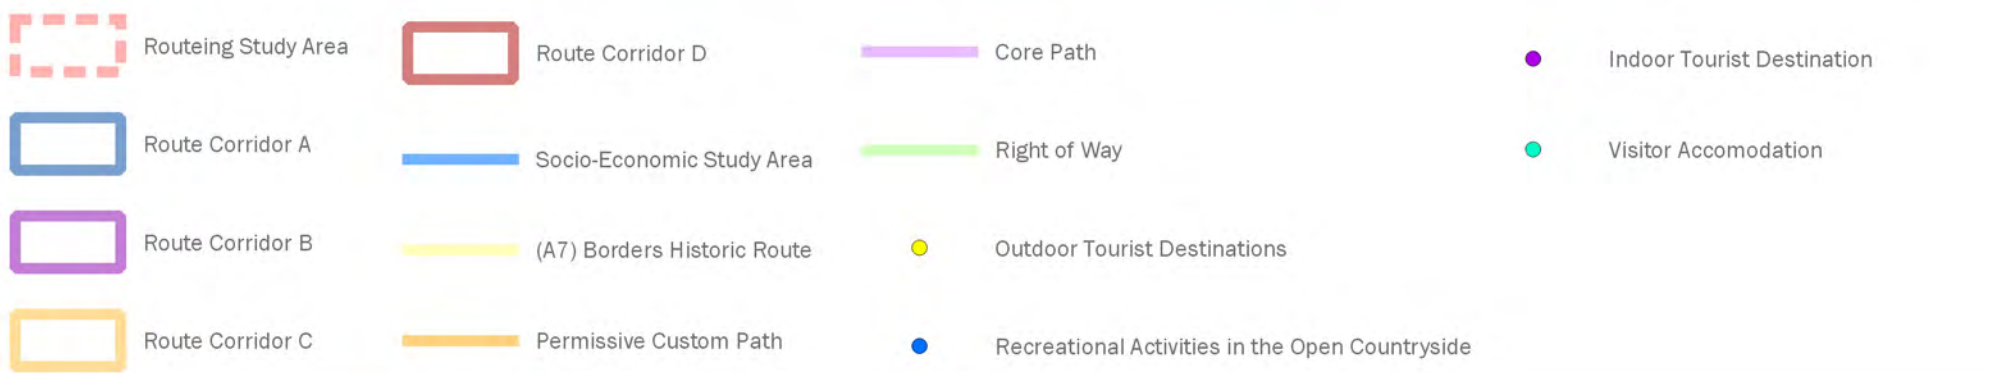 Routeing Study Area
Route Corridor A
Route Corridor B
Route Corridor C
Route Corridor D
Socio-Economic Study Area
(A7) Borders Historic Route
Permissive Custom Path
Core Path
Right of Way
Outdoor Tourist Destinations
Recreational Activities in the Open Countryside
Indoor Tourist Destination
Visitor Accomodation